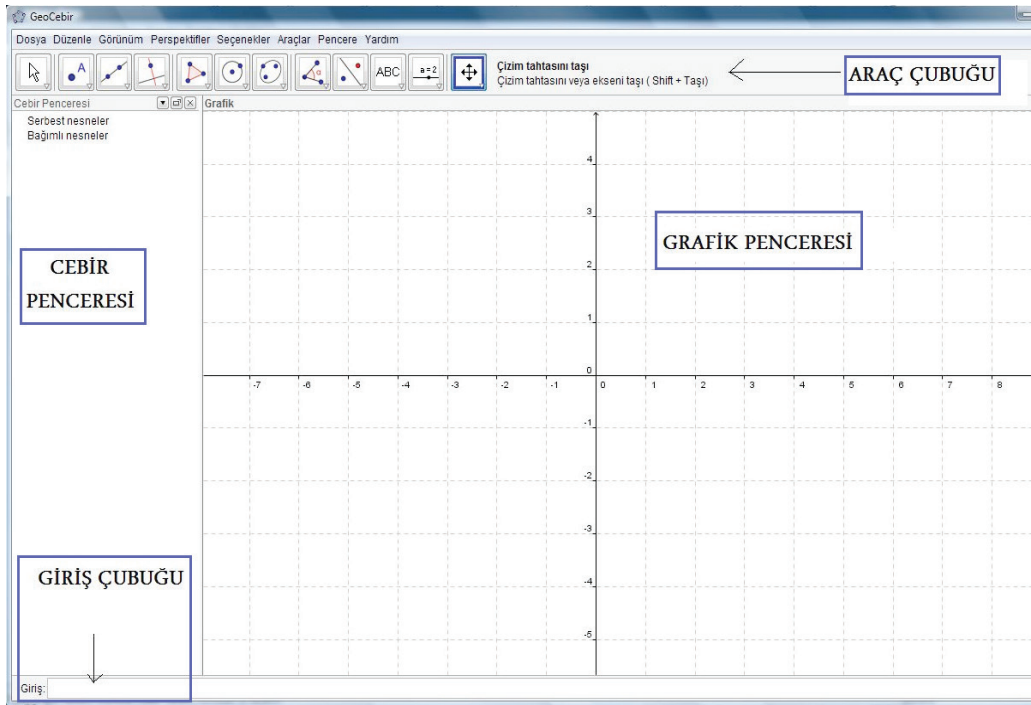 GeoCebir
Dosya Düzenle Görünüm Perspektifler Seçenekler Araçlar Pencere Yardım
A
α
ABC
a = 2
Çizim tahtasını taşı
Çizim tahtasını veya ekseni taşı ( Shift + Taşı)
ARAÇ ÇUBUĞU
Cebir Penceresi
Grafik
Serbest nesneler
Bağımlı nesneler
CEBİR
PENCERESİ
GRAFİK PENCERESİ
4
3
2
1
0
-7 -6 -5 -4 -3 -2 -1 0 1 2 3 4 5 6 7 8
-1
-2
-3
-4
-5
GİRİŞ ÇUBUĞU
Giriş: